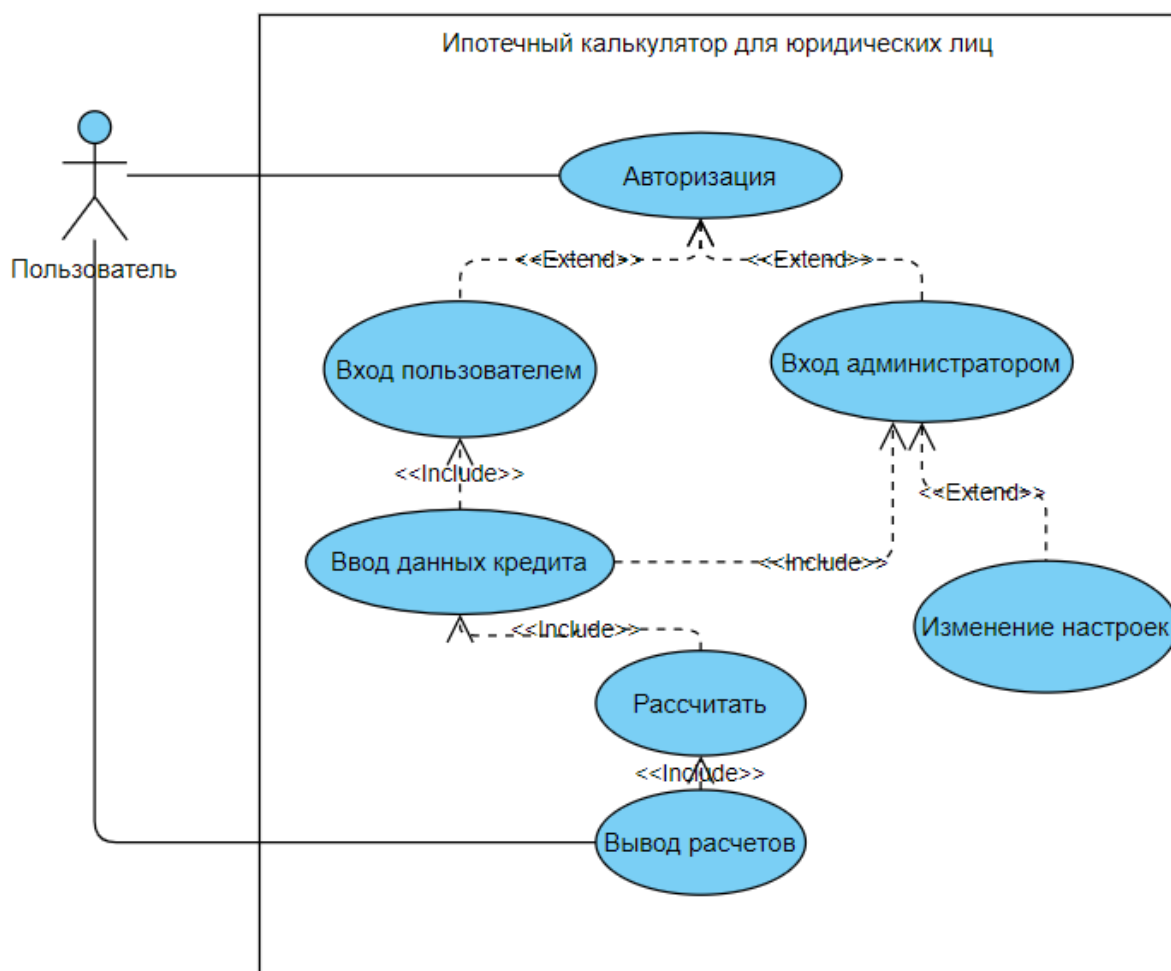 Ипотечный калькулятор для юридических лиц
Авторизация
Пользователь
<<Extend>>
<<Extend>>
Вход пользователем
Вход администратором
<<Include>>
<<Extend>>
Ввод данных кредита
<<Include>>
<<Include>>
Изменение настроек
Рассчитать
<<Include>>
Вывод расчетов